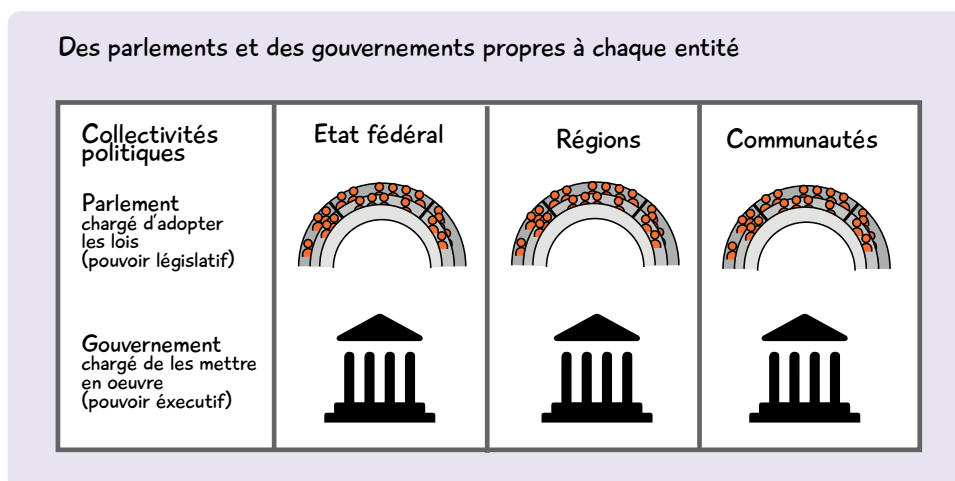 Des parlements et des gouvernements propres à chaque entité
Collectivités
politiques
Etat fédéral
Régions
Communautés
Parlement
chargé d'adopter
les lois
(pouvoir législatif)
Gouvernement
chargé de les mettre
en oeuvre
(pouvoir éxecutif)